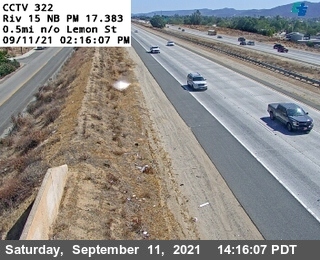 CCTV 322
Riv 15 NB PM 17.383
0.5mi n/o Lemon St
09/11/21 02:16:07 PM
Saturday, September 11, 2021 14:16:07 PDT